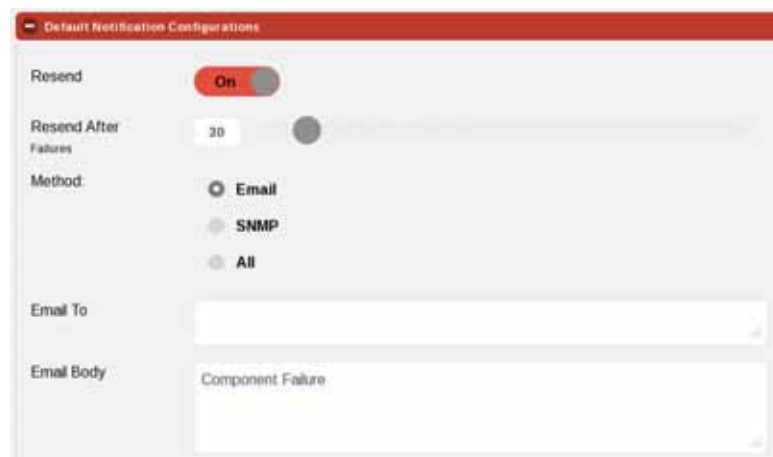 Default Notification Configurations
Resend
On
Resend After
30
Failures
Method:
Email
SNMP
All
Email To
Email Body
Component Failure